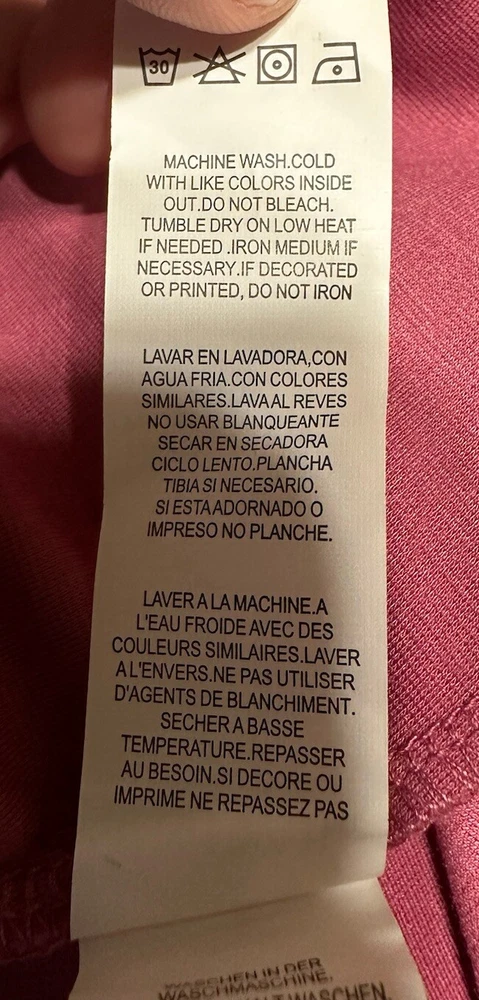 30
MACHINE WASH.COLD
WITH LIKE COLORS INSIDE
OUT.DO NOT BLEACH.
TUMBLE DRY ON LOW HEAT
IF NEEDED .IRON MEDIUM IF
NECESSARY.IF DECORATED
OR PRINTED, DO NOT IRON
LAVAR EN LAVADORA,CON
AGUA FRIA.CON COLORES
SIMILARES.LAVA AL REVES
NO USAR BLANQUEANTE
SECAR EN SECADORA
CICLO LENTO.PLANCHA
TIBIA SI NECESARIO.
SI ESTA ADORNADO O
IMPRESO NO PLANCHE.
LAVER A LA MACHINE.A
L'EAU FROIDE AVEC DES
COULEURS SIMILAIRES.LAVER
A L'ENVERS.NE PAS UTILISER
D'AGENTS DE BLANCHIMENT.
SECHER A BASSE
TEMPERATURE.REPASSER
AU BESOIN.SI DECORE OU
IMPRIME NE REPASSEZ PAS
WASCHEN IN DER
WASCHMASCHINE.
WASCHEN